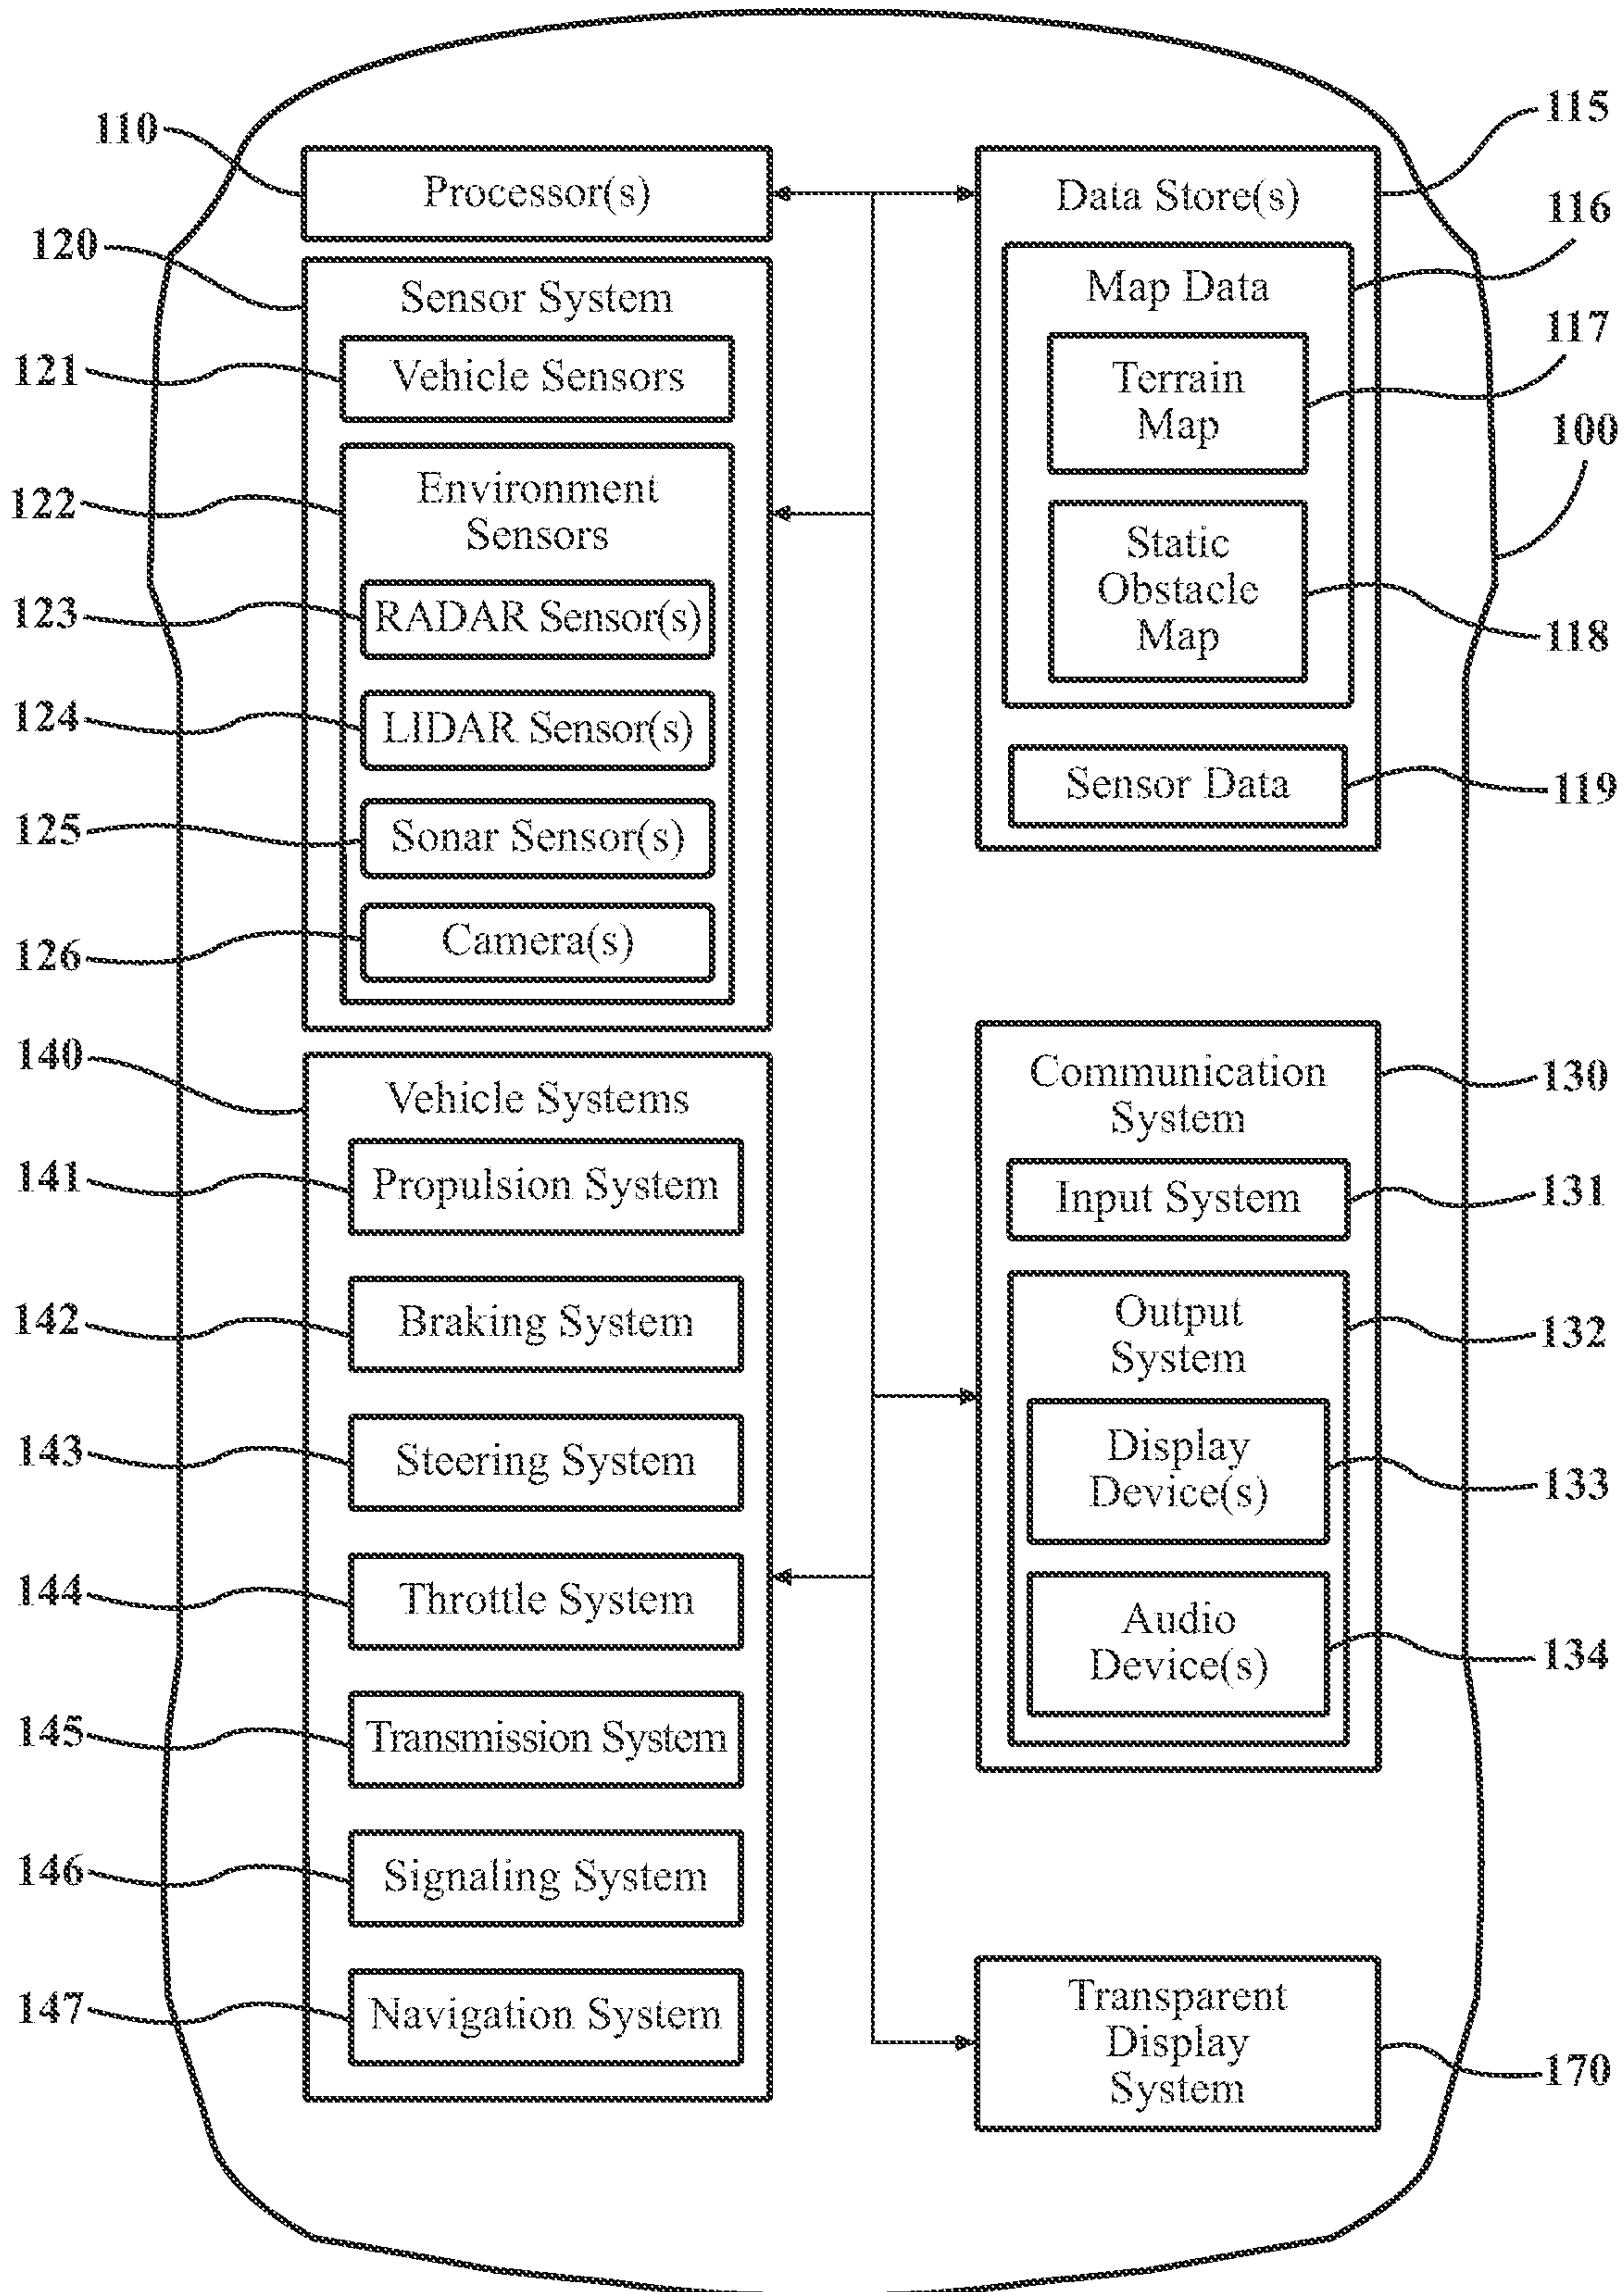 110
Processor(s)
120
Sensor System
121
Vehicle Sensors
122
Environment
Sensors
123
RADAR Sensor(s)
124
LIDAR Sensor(s)
125
Sonar Sensor(s)
126
Camera(s)
140
Vehicle Systems
141
Propulsion System
142
Braking System
143
Steering System
144
Throttle System
145
Transmission System
146
Signaling System
147
Navigation System
115
Data Store(s)
116
Map Data
117
Terrain
Map
100
Static
Obstacle
Map
118
Sensor Data
119
Communication
System
130
Input System
131
Output
System
132
Display
Device(s)
133
Audio
Device(s)
134
Transparent
Display
System
170